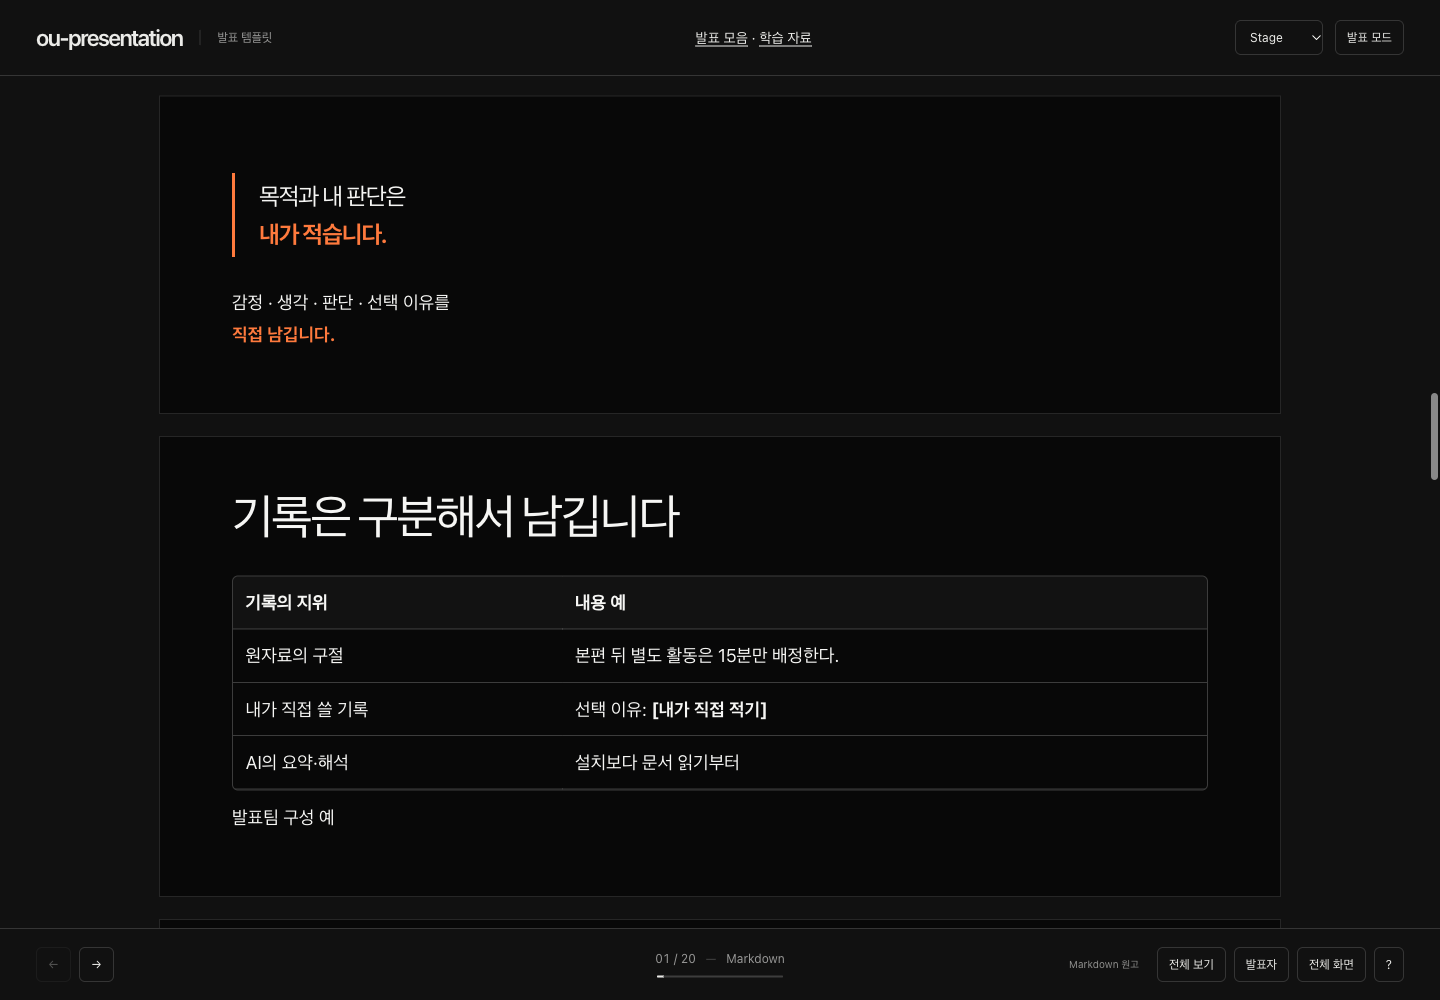 ou-presentation
발표 템플릿
발표 모음 · 학습 자료
Stage
발표 모드
목적과 내 판단은
내가 적습니다.
감정 · 생각 · 판단 · 선택 이유를
직접 남깁니다.
기록은 구분해서 남깁니다
기록의 지위 내용 예
원자료의 구절 본편 뒤 별도 활동은 15분만 배정한다.
내가 직접 쓸 기록 선택 이유: [내가 직접 적기]
AI의 요약·해석 설치보다 문서 읽기부터
발표팀 구성 예
← →
01 / 20 — Markdown
Markdown 원고
전체 보기
발표자
전체 화면
?